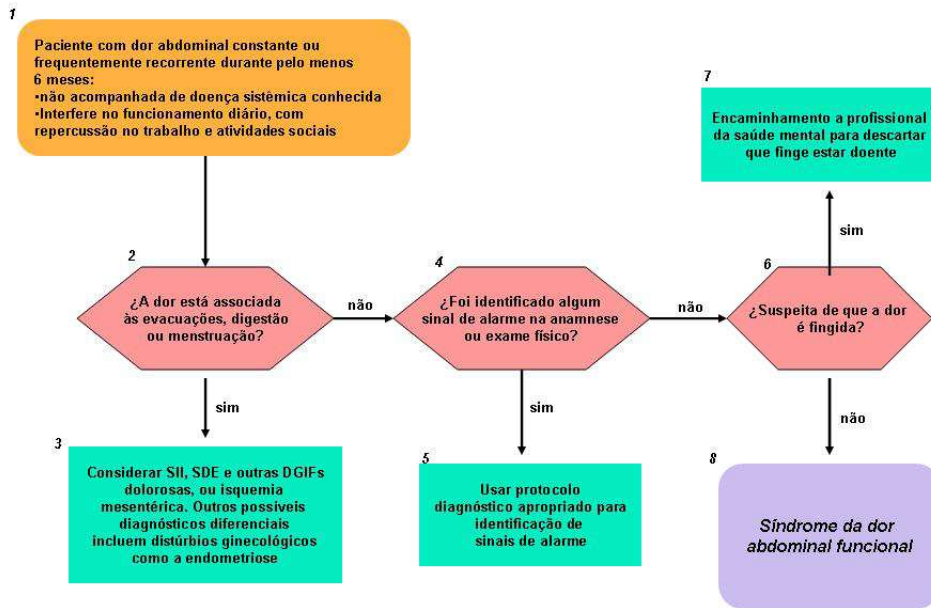 1
Paciente com dor abdominal constante ou
frequentemente recorrente durante pelo menos
6 meses:
•não acompanhada de doença sistêmica conhecida
•Interfere no funcionamento diário, com
repercussão no trabalho e atividades sociais
2
¿A dor está associada
às evacuações, digestão
ou menstruação?
não
sim
3
Considerar SII, SDE e outras DGIFs
dolorosas, ou isquemia
mesentérica. Outros possíveis
diagnósticos diferenciais
incluem distúrbios ginecológicos
como a endometriose
4
¿Foi identificado algum
sinal de alarme na anamnese
ou exame físico?
não
sim
5
Usar protocolo
diagnóstico apropriado para
identificação de
sinais de alarme
6
¿Suspeita de que a dor
é fingida?
sim
não
7
Encaminhamento a profissional
da saúde mental para descartar
que finge estar doente
8
Síndrome da dor
abdominal funcional